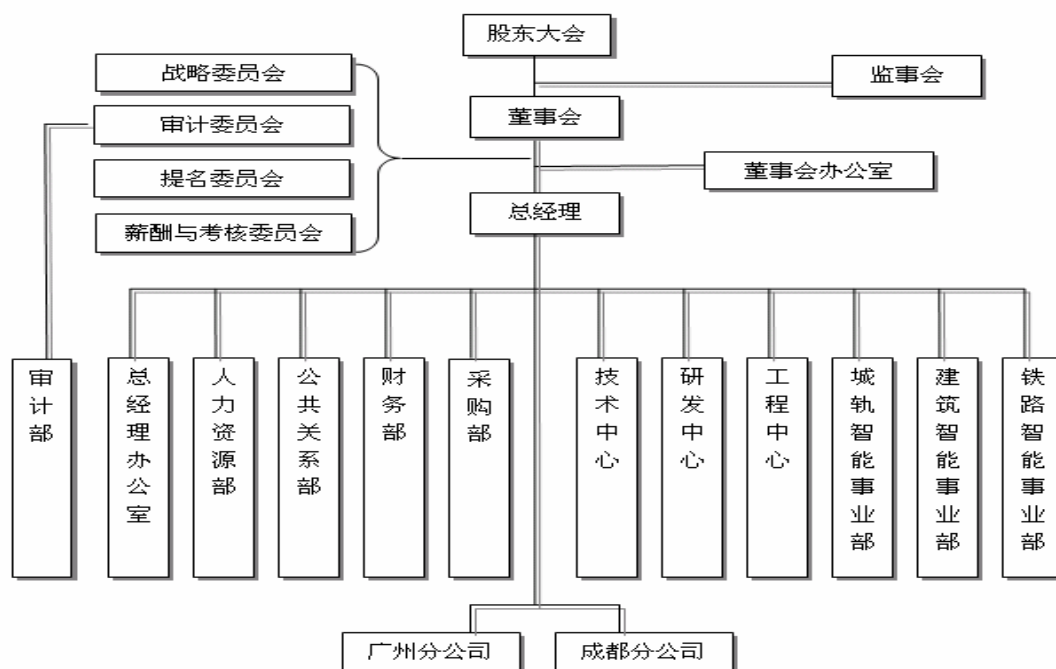 股东大会
战略委员会
监事会
审计委员会
董事会
提名委员会
董事会办公室
总经理
薪酬与考核委员会
审计部
总经理办公室
人力资源部
公共关系部
财务部
采购部
技术中心
研发中心
工程中心
城轨智能事业部
建筑智能事业部
铁路智能事业部
广州分公司
成都分公司